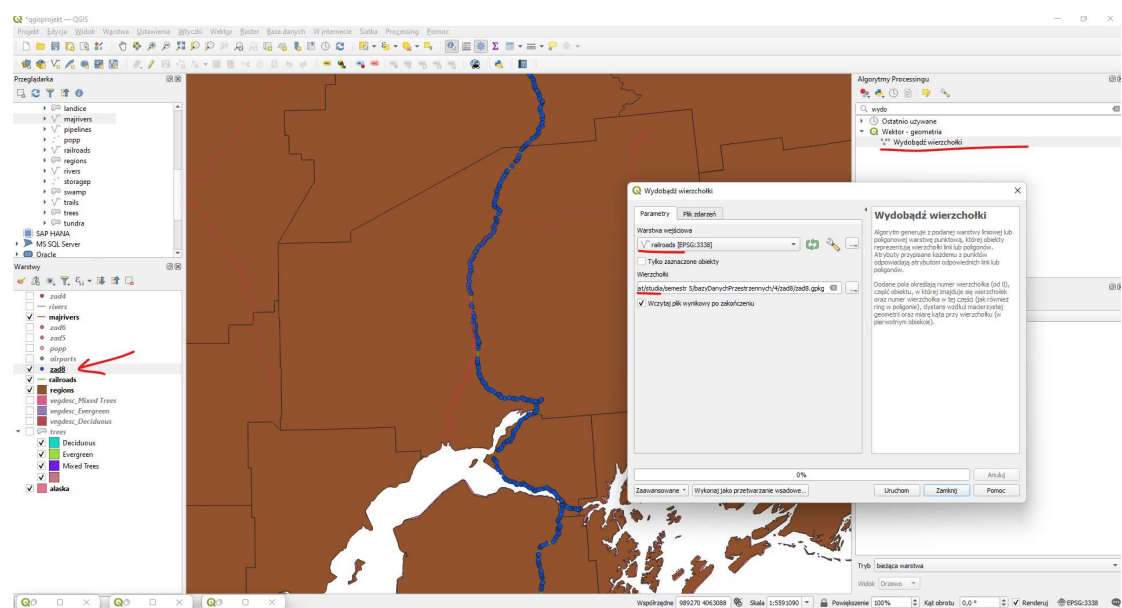 *qgisprojekt — QGIS
Projekt Edycja Widok Warstwa Ustawienia Wtyczki Wektor Raster Baza danych W internecie Siatka Processing Pomoc
Przeglądarka
landice
majrivers
pipelines
popp
railroads
regions
rivers
storagep
swamp
trails
trees
tundra
SAP HANA
MS SQL Server
Oracle
Warstwy
zad4
rivers
majrivers
zad6
zad5
popp
airports
zad8
railroads
regions
vegdesc_Mixed Trees
vegdesc_Evergreen
vegdesc_Deciduous
trees
Deciduous
Evergreen
Mixed Trees
alaska
Algorytmy Processingu
wydo
Ostatnio używane
Wektor - geometria
Wydobądź wierzchołki
Wydobądź wierzchołki
Parametry Plik zdarzeń
Warstwa wejściowa
railroads [EPSG:3338]
Tylko zaznaczone obiekty
Wierzchołki
at/studia/semestr 5/bazyDanychPrzestrzennych/4/zad8/zad8.gpkg
Wczytaj plik wynikowy po zakończeniu
Wydobądź wierzchołki
Algorytm generuje z podanej warstwy liniowej lub
poligonowej warstwę punktową, której obiekty
reprezentują wierzchołki linii lub poligonów.
Atrybuty przypisane każdemu z punktów
odpowiadają atrybutom odpowiednich linii lub
poligonów.
Dodane pola określają numer wierzchołka (od 0),
część obiektu, w której znajduje się wierzchołek
oraz numer wierzchołka w tej części (jak również
ring w poligonie), dystans wzdłuż macierzystej
geometrii oraz miarę kąta przy wierzchołku (w
pierwotnym obiekcie).
0%
Anuluj
Zaawansowane Wykonaj jako przetwarzanie wsadowe...
Uruchom Zamknij Pomoc
Tryb bieżąca warstwa
Widok Drzewo
Współrzędne 989270 4063088 Skala 1:5591090 Powiększenie 100% Kąt obrotu 0,0 ° Renderuj EPSG:3338